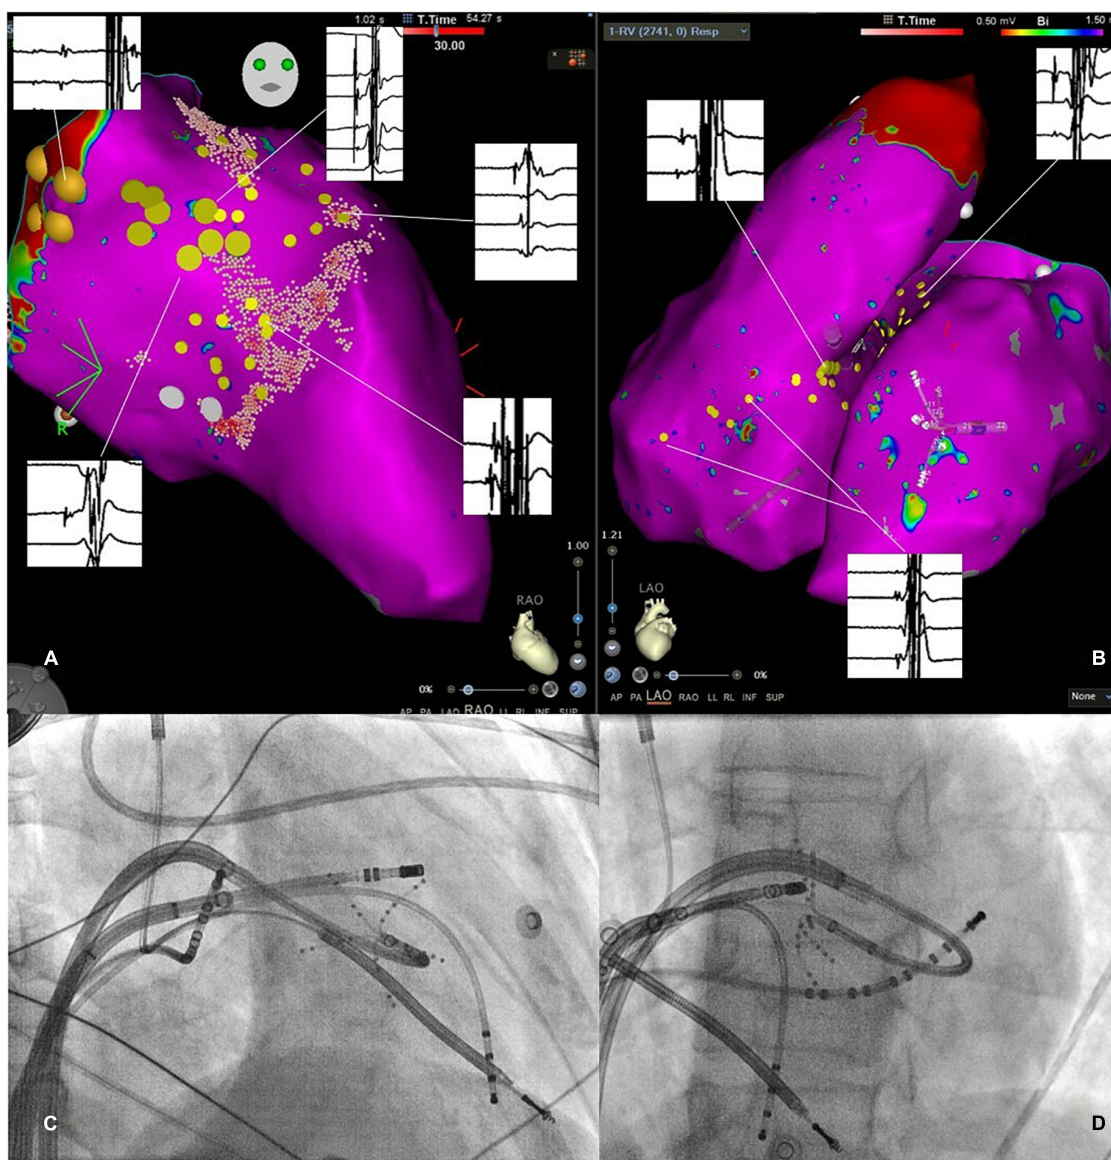 1.02 s
T.Time
54.27 s
30.00
R
1.00
RAO
0%
AP PA LAO RAO LL RL INF SUP
A
1-RV (2741, 0) Resp
T.Time
0.50 mV Bi 1.50
1.21
LAO
0%
AP PA LAO RAO LL RL INF SUP
None
B
C
D